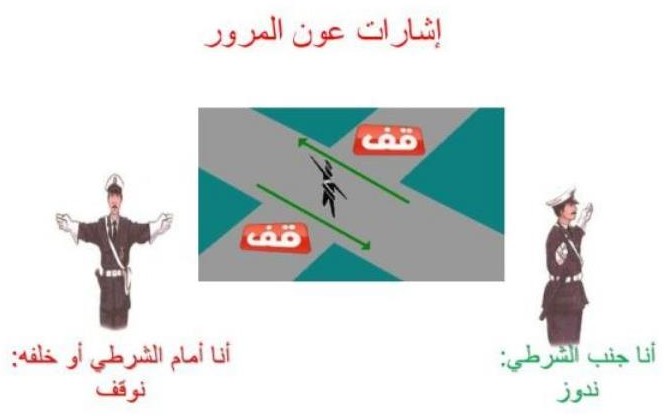 إشارات عون المرور
قف
قف
أنا جنب الشرطي:
ندوز
أنا أمام الشرطي أو خلفه:
نوقف